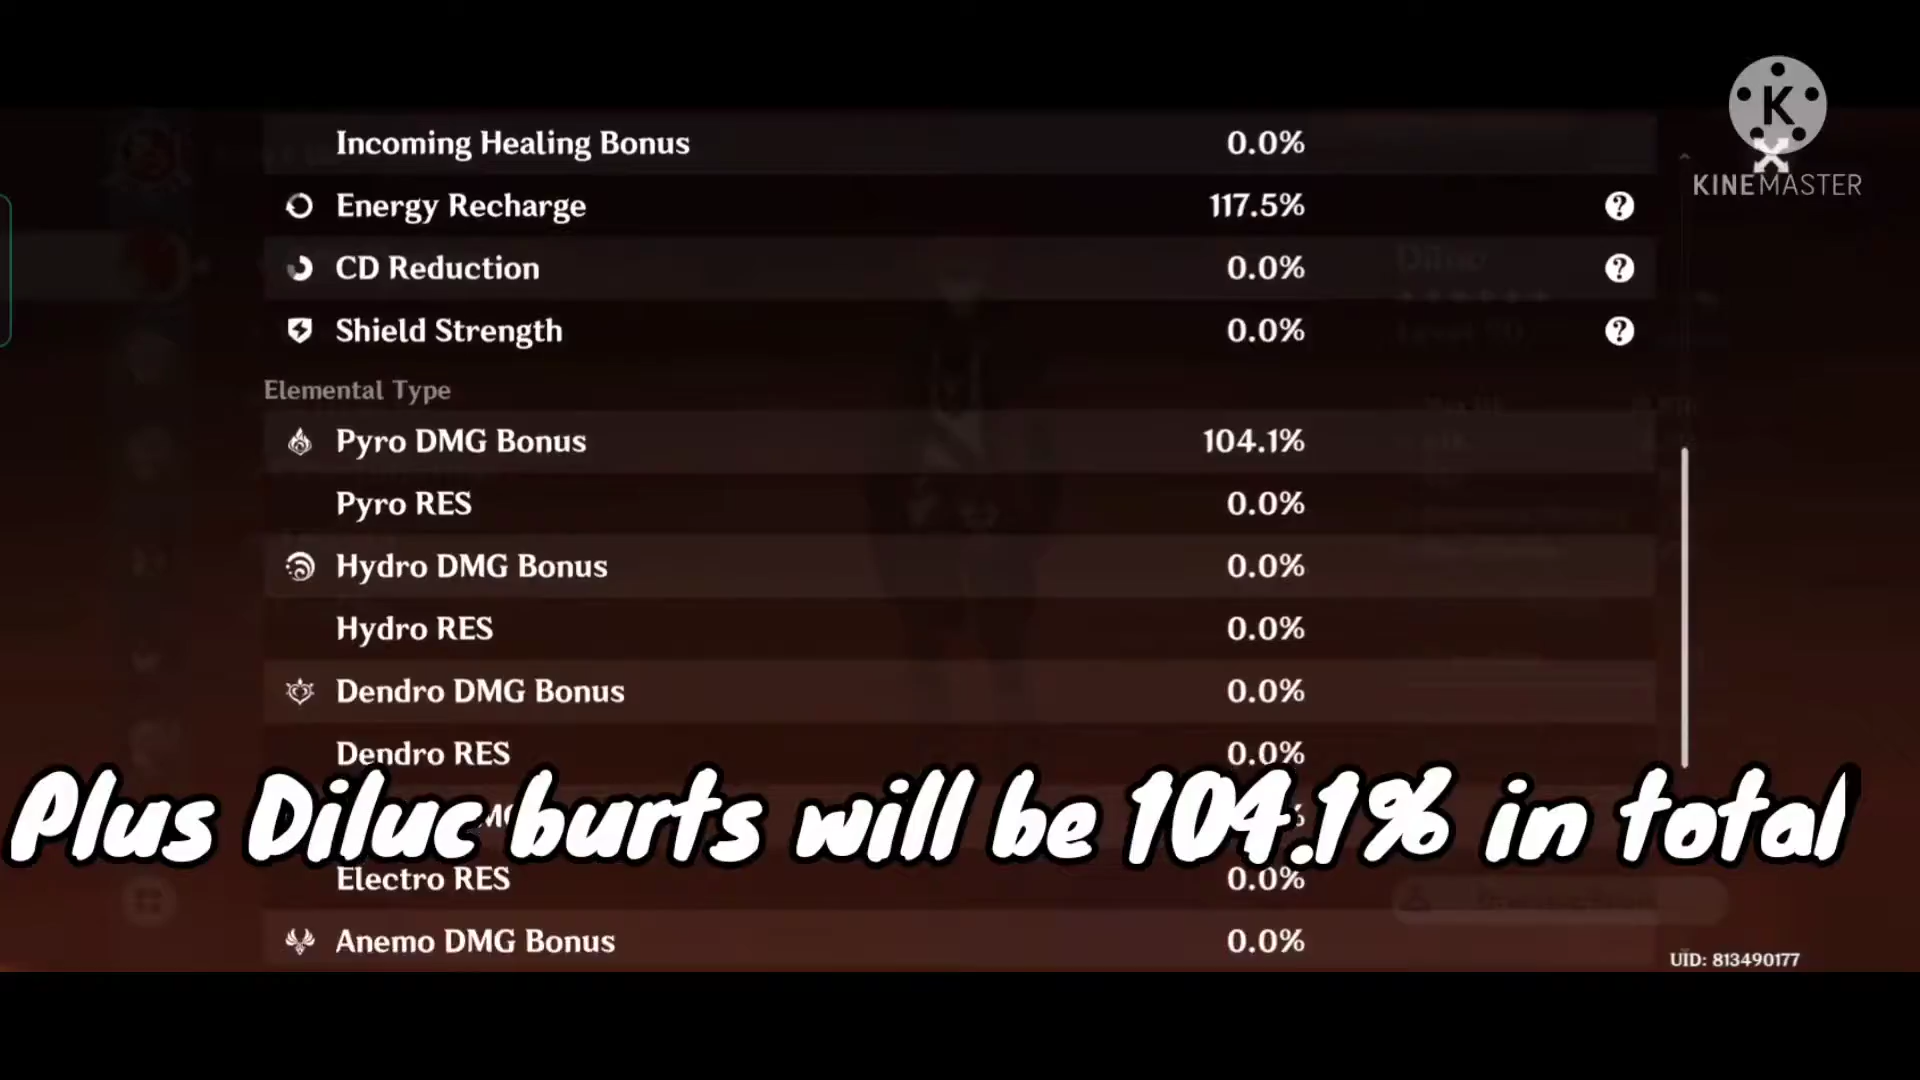 K
KINEMASTER
Incoming Healing Bonus 0.0%
Energy Recharge 117.5% ?
CD Reduction 0.0% ?
Shield Strength 0.0% ?
Elemental Type
Pyro DMG Bonus 104.1%
Pyro RES 0.0%
Hydro DMG Bonus 0.0%
Hydro RES 0.0%
Dendro DMG Bonus 0.0%
Dendro RES 0.0%
Plus Diluc burts will be 104.1% in total
Electro RES 0.0%
Anemo DMG Bonus 0.0%
UID: 813490177